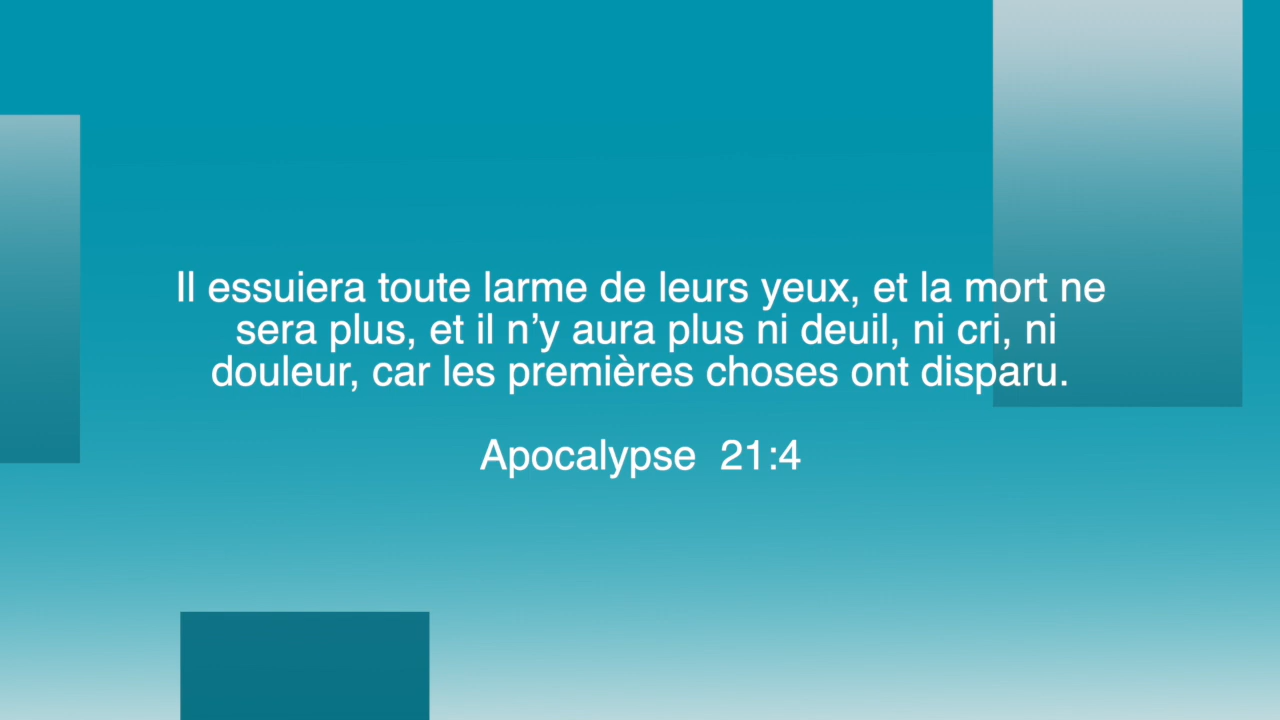 Il essuiera toute larme de leurs yeux, et la mort ne
sera plus, et il n’y aura plus ni deuil, ni cri, ni
douleur, car les premières choses ont disparu.
Apocalypse  21:4